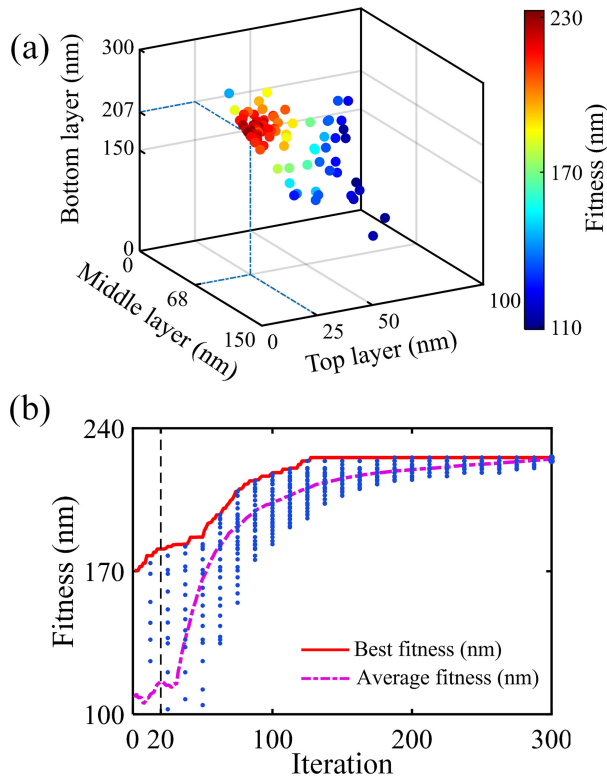 (a)
300
207
150
0
Bottom layer (nm)
0
68
150
Middle layer (nm)
0
25
50
100
Top layer (nm)
230
170
110
Fitness (nm)
(b)
240
170
100
Fitness (nm)
0 20 100 200 300
Iteration
Best fitness (nm)
Average fitness (nm)